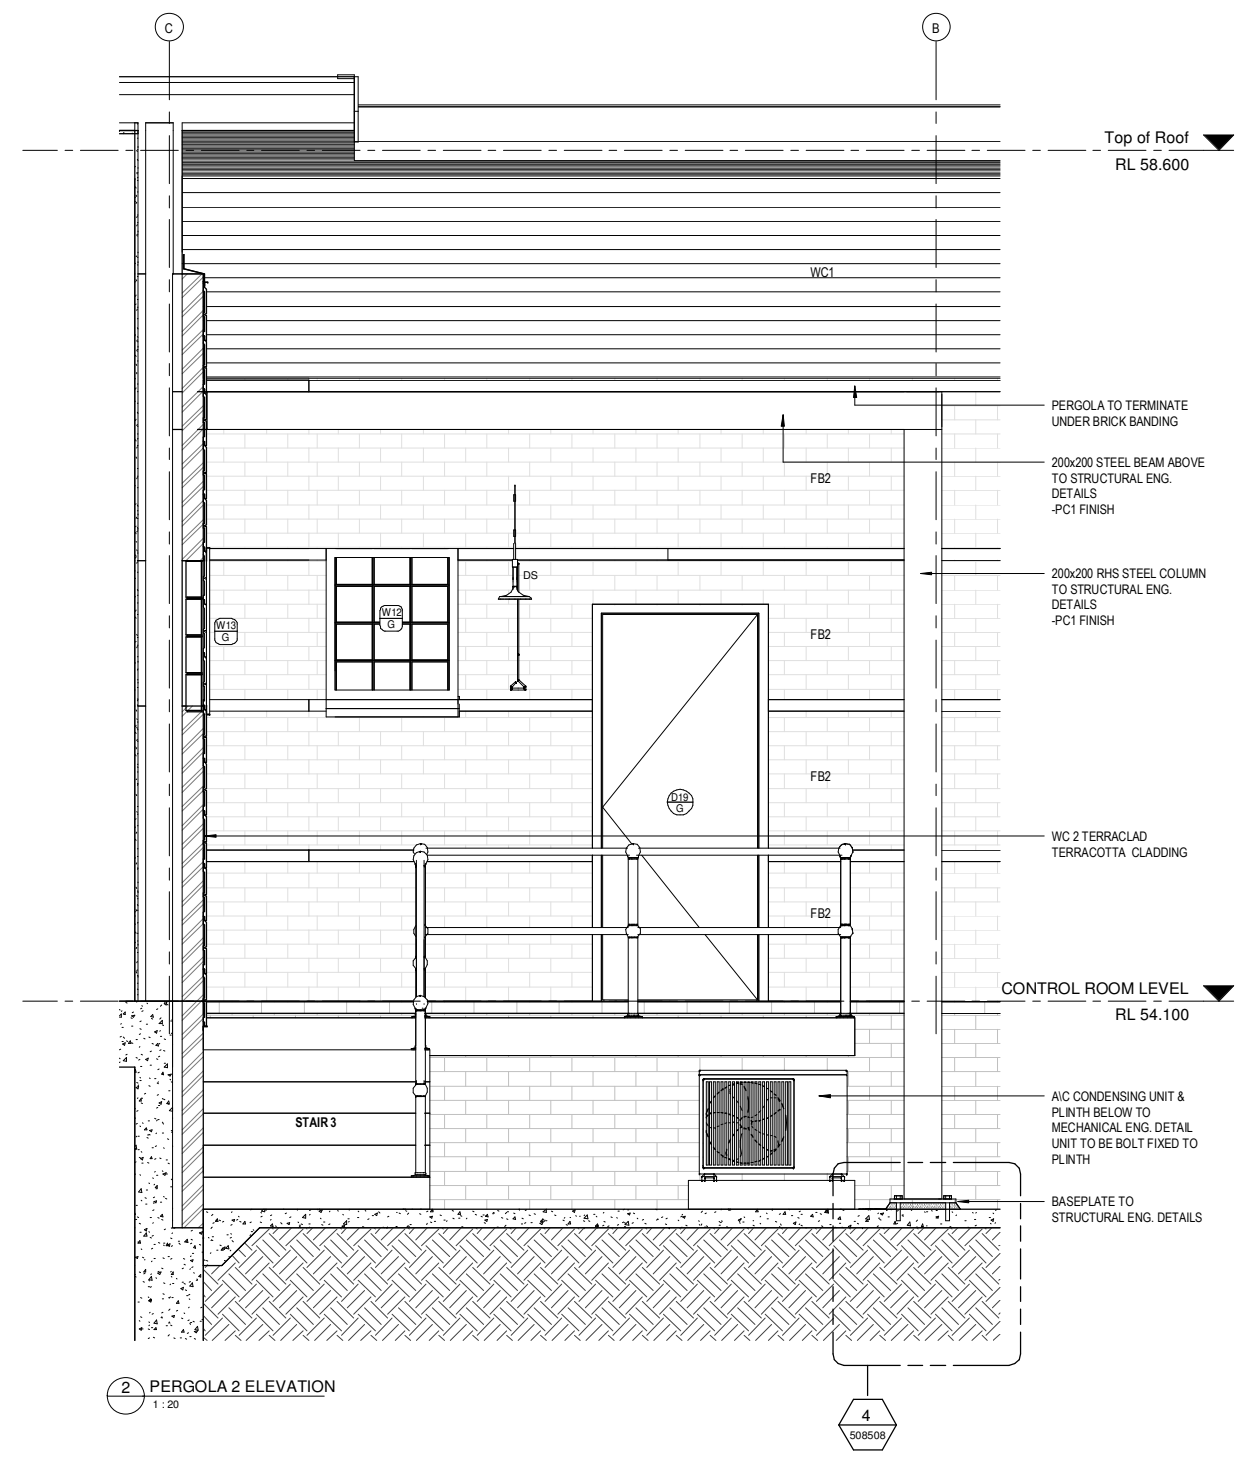 C
B
Top of Roof
RL 58.600
WC1
PERGOLA TO TERMINATE
UNDER BRICK BANDING
200x200 STEEL BEAM ABOVE
TO STRUCTURAL ENG.
DETAILS
-PC1 FINISH
FB2
DS
200x200 RHS STEEL COLUMN
TO STRUCTURAL ENG.
DETAILS
-PC1 FINISH
W13
G
W12
G
FB2
FB2
D19
G
WC 2 TERRACLAD
TERRACOTTA CLADDING
FB2
CONTROL ROOM LEVEL
RL 54.100
STAIR 3
A\C CONDENSING UNIT &
PLINTH BELOW TO
MECHANICAL ENG. DETAIL
UNIT TO BE BOLT FIXED TO
PLINTH
BASEPLATE TO
STRUCTURAL ENG. DETAILS
2
PERGOLA 2 ELEVATION
1 : 20
4
508508